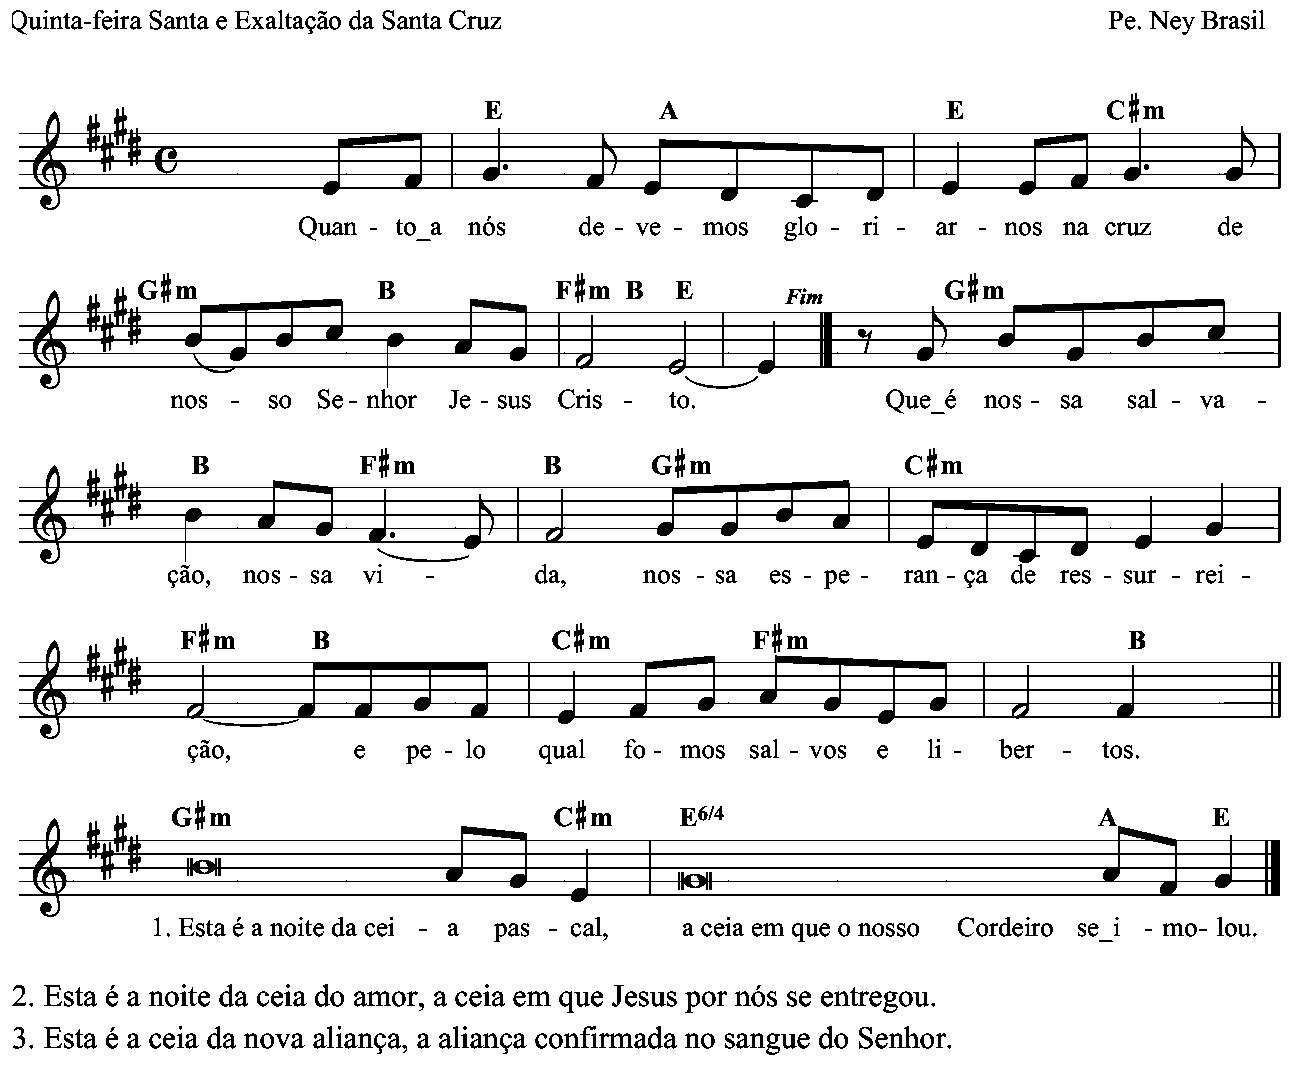 Quinta-feira Santa e Exaltação da Santa Cruz Pe. Ney Brasil
E A E C#m
Quan - to_a nós de - ve - mos glo - ri - ar - nos na cruz de
G#m B F#m B E Fim G#m
nos - so Se - nhor Je - sus Cris - to. Que_é nos - sa sal - va -
B F#m B G#m C#m
ção, nos - sa vi - da, nos - sa es - pe - ran - ça de res - sur - rei -
F#m B C#m F#m B
ção, e pe - lo qual fo - mos sal - vos e li - ber - tos.
G#m C#m E6/4 A E
1. Esta é a noite da cei - a pas - cal, a ceia em que o nosso Cordeiro se_i - mo - lou.
2. Esta é a noite da ceia do amor, a ceia em que Jesus por nós se entregou.
3. Esta é a ceia da nova aliança, a aliança confirmada no sangue do Senhor.